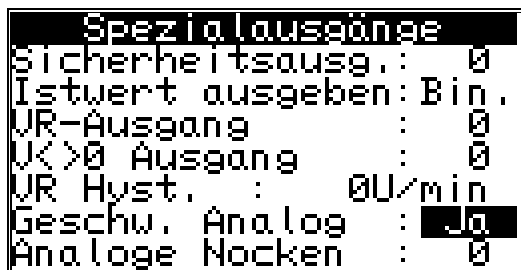 Spezialausgänge
Sicherheitsausg.: 0
Istwert ausgeben:Bin.
VR-Ausgang : 0
V<>0 Ausgang : 0
VR Hyst. : 0U/min
Geschw. Analog : Ja
Analoge Nocken : 0